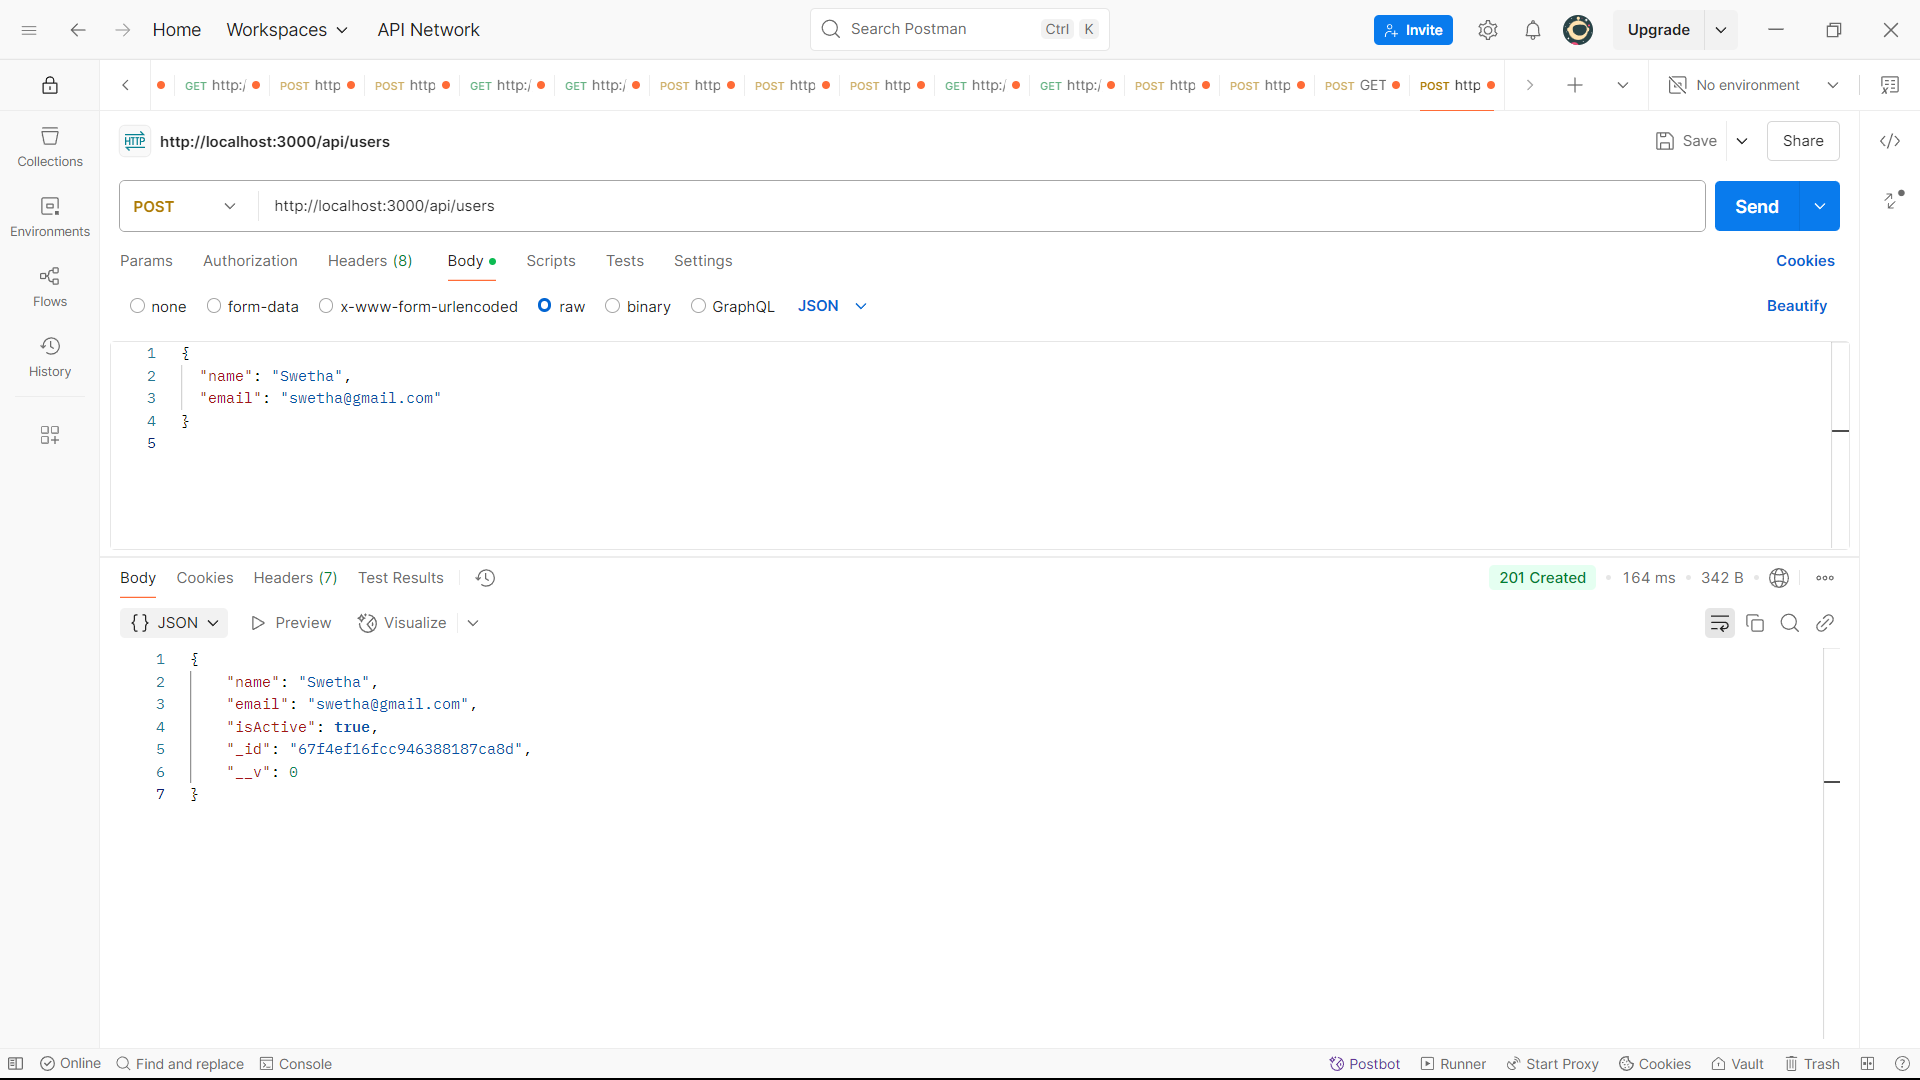 Home Workspaces API Network Search Postman Ctrl K Invite Upgrade
GET http:/ POST http POST http GET http:/ GET http:/ POST http POST http POST http GET http:/ GET http:/ POST http POST http POST GET POST http No environment
HTTP http://localhost:3000/api/users Save Share
POST http://localhost:3000/api/users Send
Params Authorization Headers (8) Body Scripts Tests Settings Cookies
none form-data x-www-form-urlencoded raw binary GraphQL JSON Beautify
Collections
Environments
Flows
History
1 {
2 "name": "Swetha",
3 "email": "swetha@gmail.com"
4 }
5
Body Cookies Headers (7) Test Results 201 Created 164 ms 342 B
{} JSON Preview Visualize
1 {
2 "name": "Swetha",
3 "email": "swetha@gmail.com",
4 "isActive": true,
5 "_id": "67f4ef16fcc946388187ca8d",
6 "__v": 0
7 }
Online Find and replace Console Postbot Runner Start Proxy Cookies Vault Trash